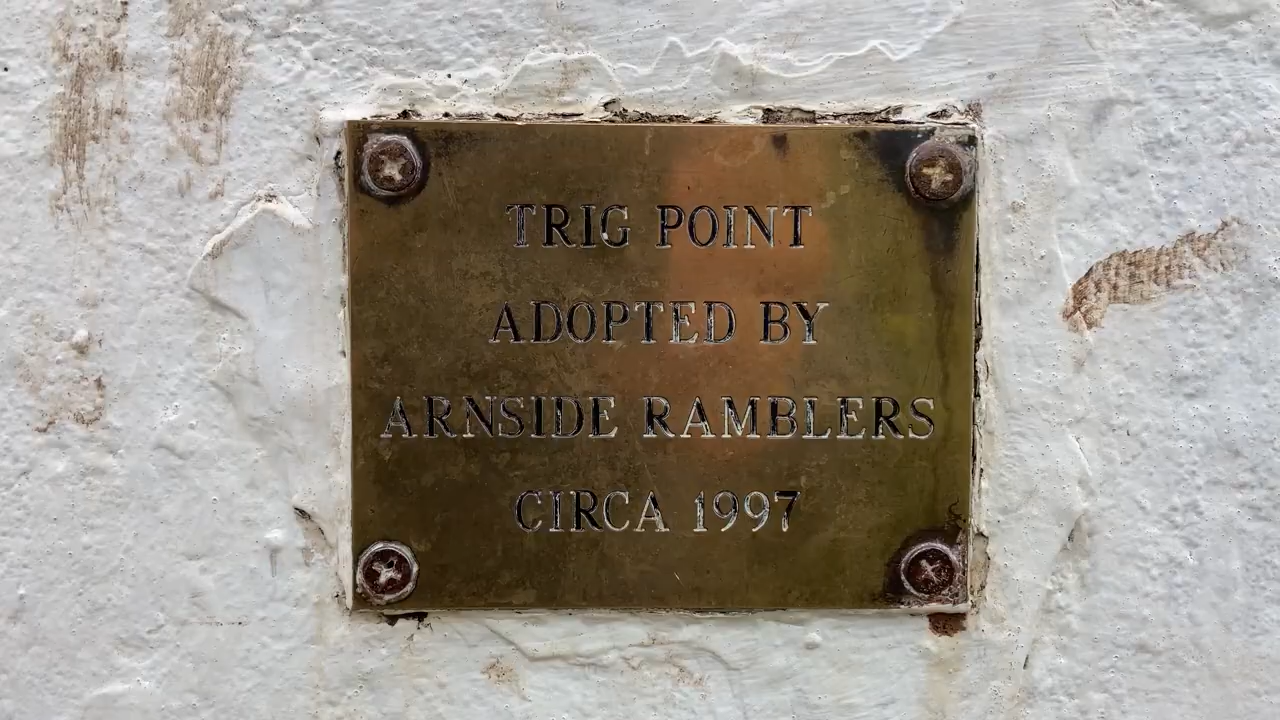 TRIG POINT
ADOPTED BY
ARNSIDE RAMBLERS
CIRCA 1997